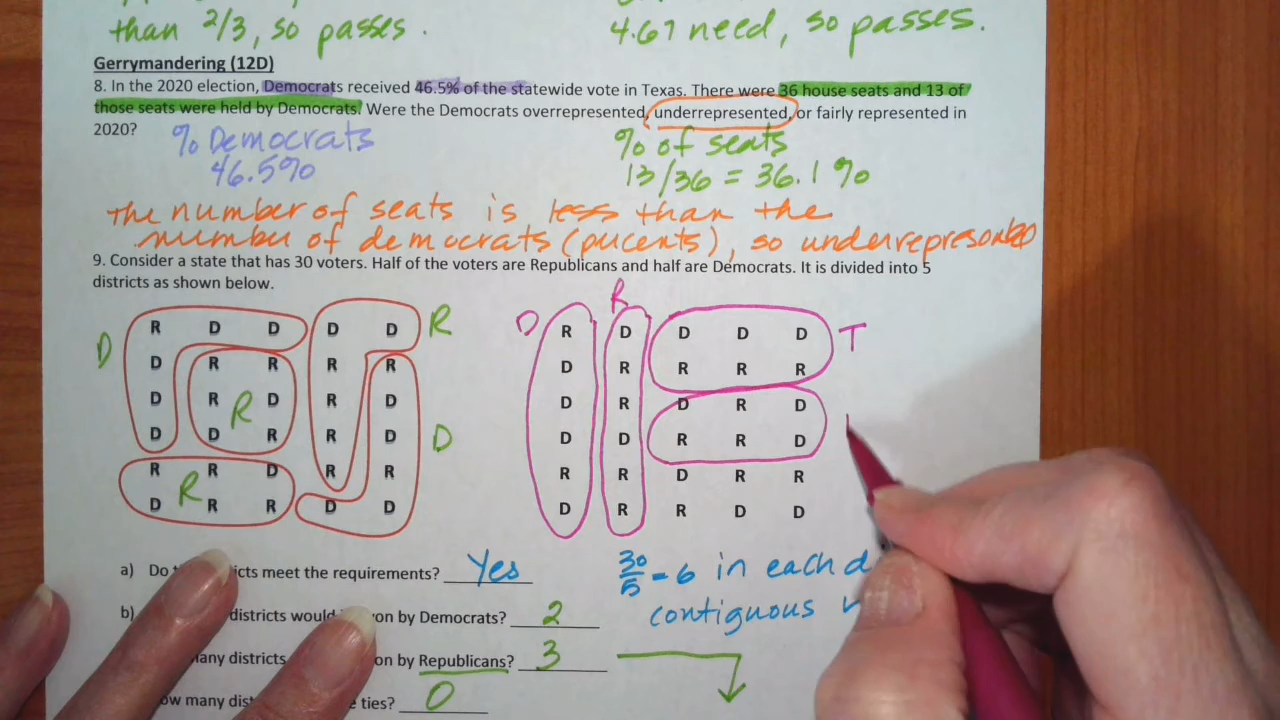 than 2/3, so passes.
4.67 need, so passes.
Gerrymandering (12D)
8. In the 2020 election, Democrats received 46.5% of the statewide vote in Texas. There were 36 house seats and 13 of
those seats were held by Democrats. Were the Democrats overrepresented, underrepresented, or fairly represented in
2020?
% Democrats
46.5%
% of seats
13/36 = 36.1%
the number of seats is less than the
number of democrats (percents), so underrepresented
9. Consider a state that has 30 voters. Half of the voters are Republicans and half are Democrats. It is divided into 5
districts as shown below.
R D D D D R
D D R R R R
D R D R D
D D R R D D
R R D R R
D R R D D
R
R
D R
R D D D D T
D R R R R
D R D R D
D D R R D
R R D R R
D R R D D
a) Do icts meet the requirements? Yes
30/5 = 6 in each d
contiguous
b) districts would on by Democrats? 2
any districts on by Republicans? 3
ow many dis ties? 0